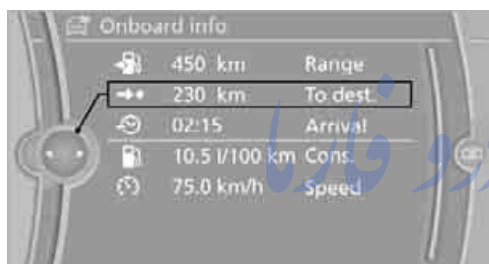 Onboard info
450 km Range
230 km To dest.
02:15 Arrival
10.5 l/100 km Cons.
75.0 km/h Speed